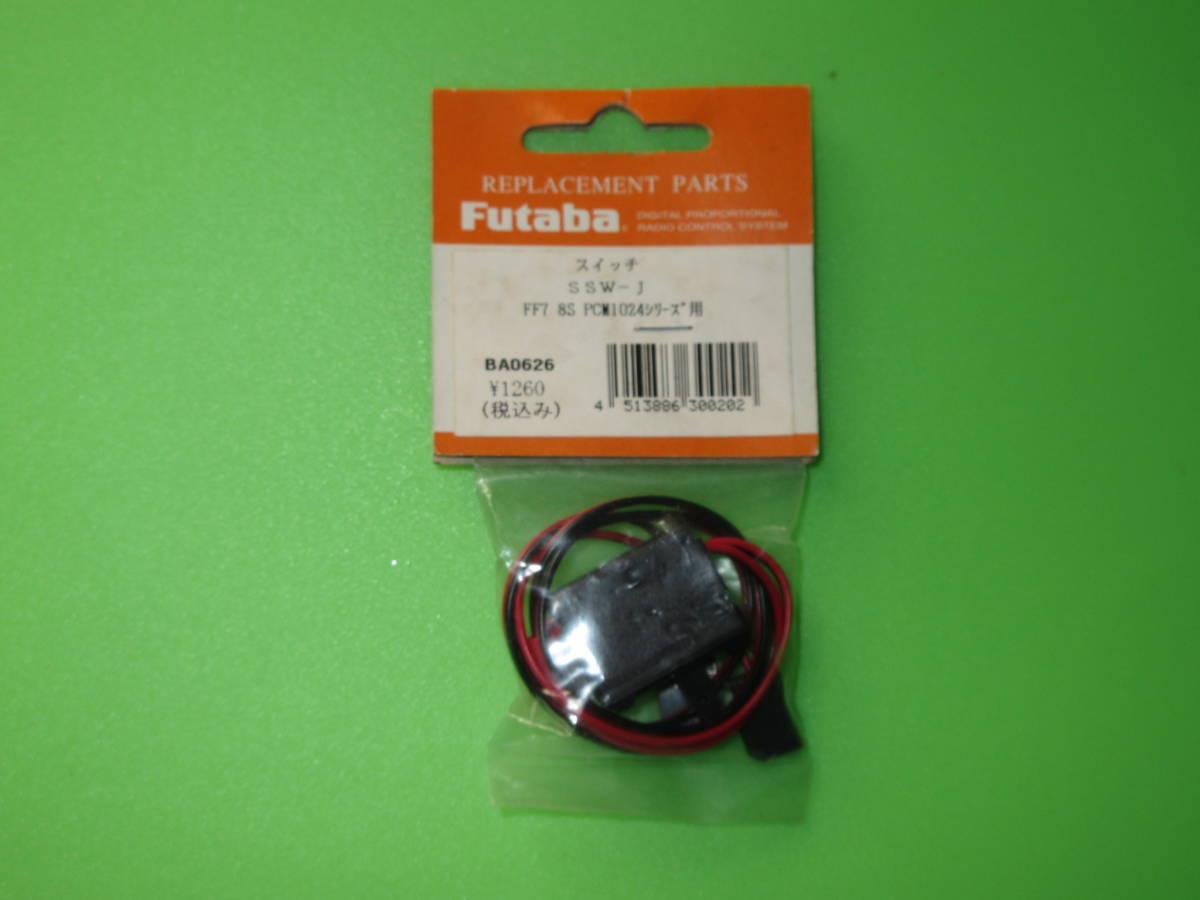 REPLACEMENT PARTS
Futaba® DIGITAL PROPORTIONAL
RADIO CONTROL SYSTEM
スイッチ
SSW-J
FF7 8S PCM1024シリーズ用
BA0626
¥1260
(税込み)
4 513886 300202